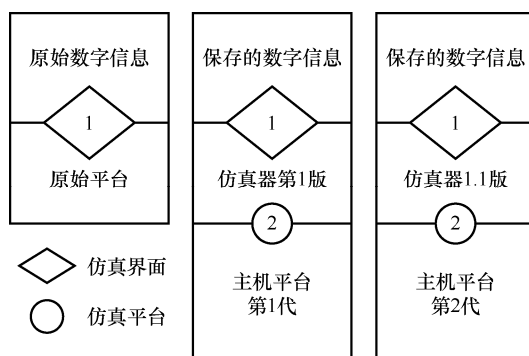 原始数字信息
1
原始平台
保存的数字信息
1
仿真器第1版
2
主机平台
第1代
保存的数字信息
1
仿真器1.1版
2
主机平台
第2代
仿真界面
仿真平台